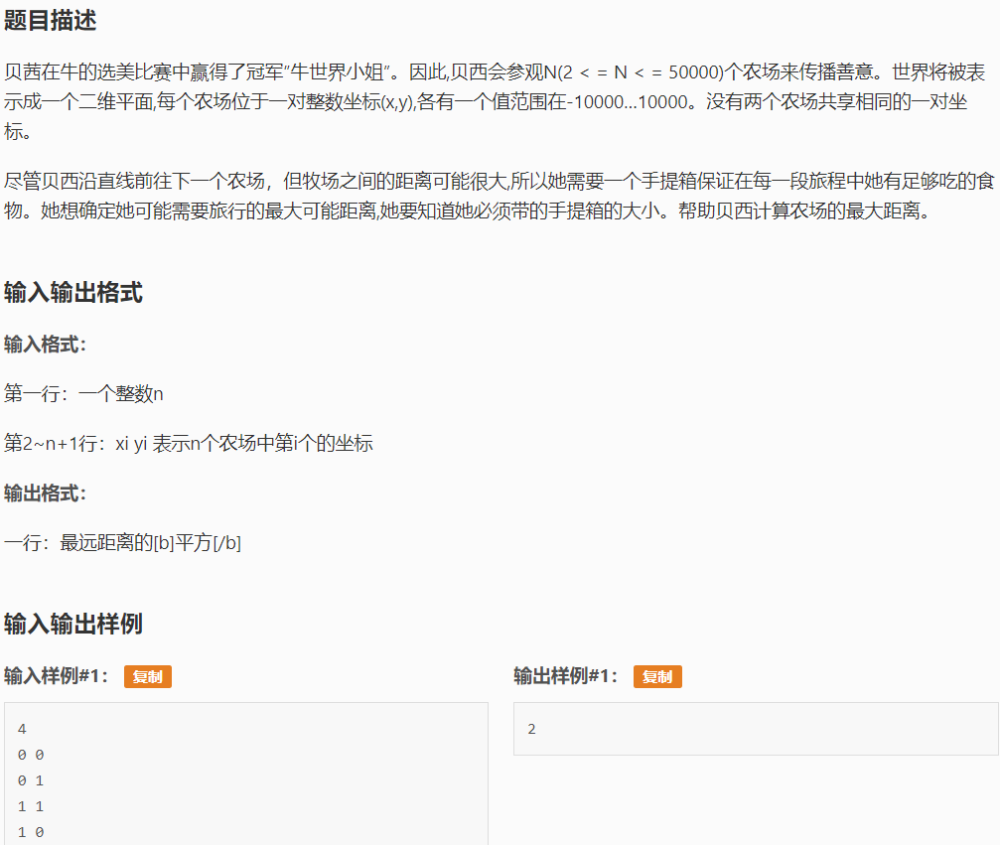 题目描述
贝茜在牛的选美比赛中赢得了冠军”牛世界小姐”。因此,贝西会参观N(2 < = N < = 50000)个农场来传播善意。世界将被表
示成一个二维平面,每个农场位于一对整数坐标(x,y),各有一个值范围在-10000…10000。没有两个农场共享相同的一对坐
标。
尽管贝西沿直线前往下一个农场，但牧场之间的距离可能很大,所以她需要一个手提箱保证在每一段旅程中她有足够吃的食
物。她想确定她可能需要旅行的最大可能距离,她要知道她必须带的手提箱的大小。帮助贝西计算农场的最大距离。
输入输出格式
输入格式：
第一行：一个整数n
第2~n+1行：xi yi 表示n个农场中第i个的坐标
输出格式：
一行：最远距离的[b]平方[/b]
输入输出样例
输入样例#1： 复制
4
0 0
0 1
1 1
1 0
输出样例#1： 复制
2